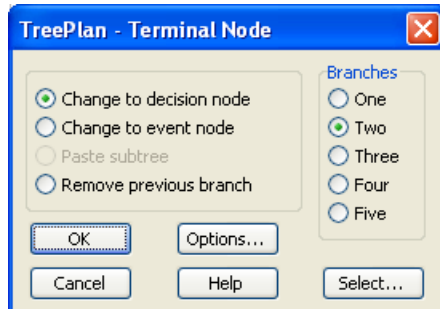 TreePlan - Terminal Node
Change to decision node
Change to event node
Paste subtree
Remove previous branch
Branches
One
Two
Three
Four
Five
OK
Options...
Cancel
Help
Select...